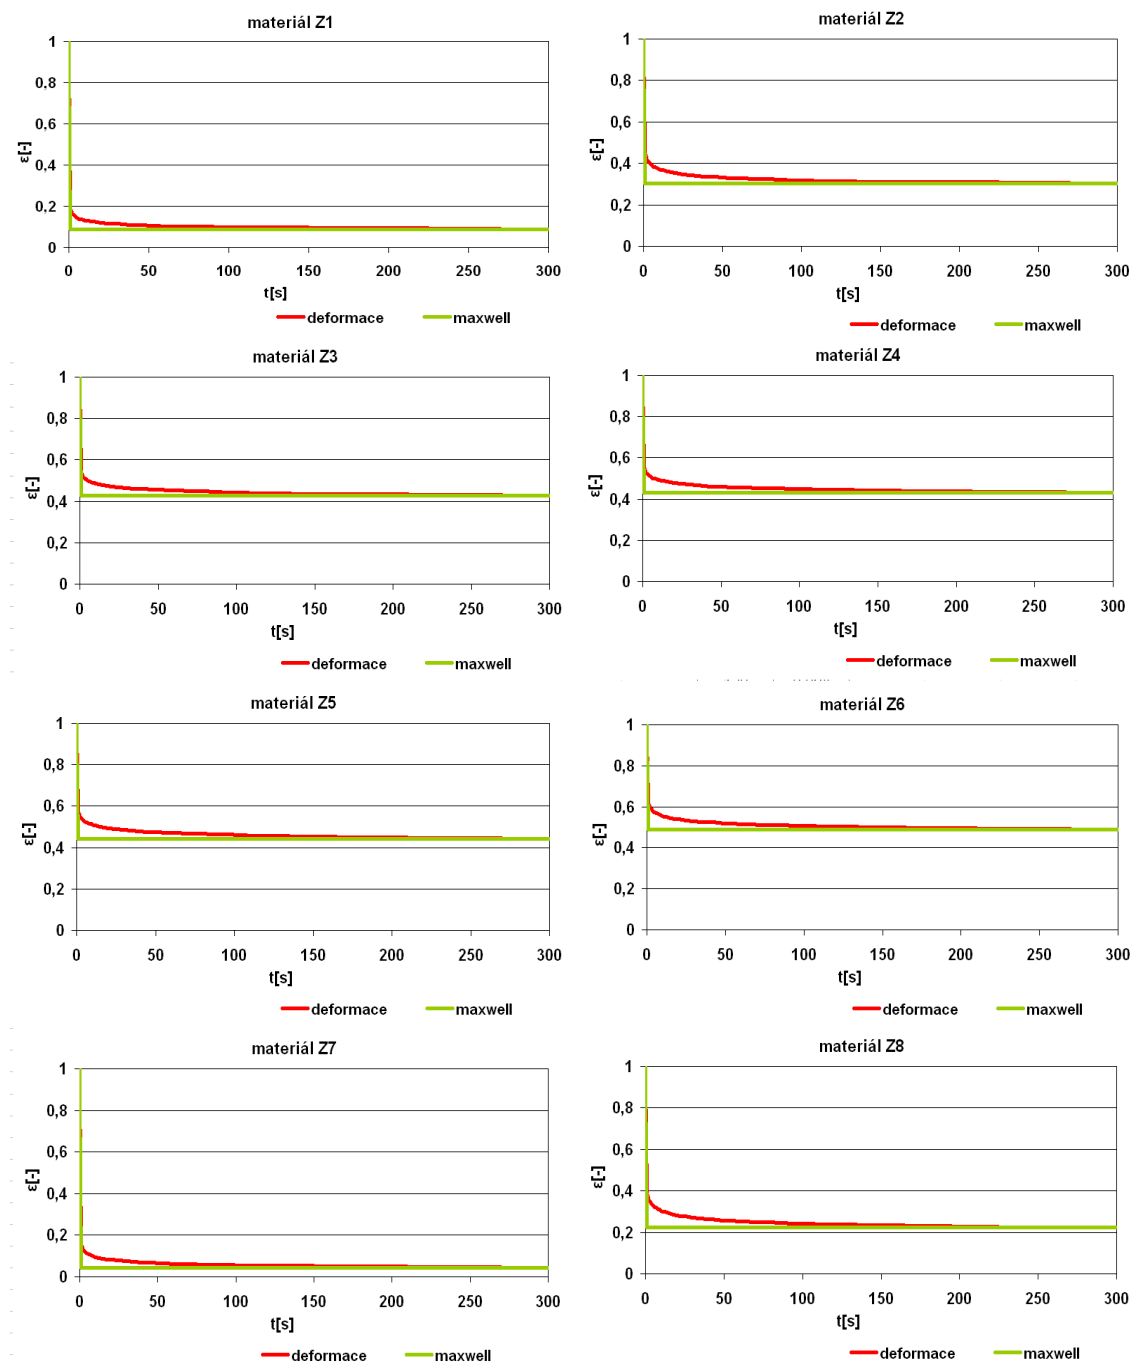 materiál Z1
1
0,8
0,6
0,4
0,2
0
ε[-]
0 50 100 150 200 250 300
t[s]
deformace maxwell
materiál Z2
1
0,8
0,6
0,4
0,2
0
ε[-]
0 50 100 150 200 250 300
t[s]
deformace maxwell
materiál Z3
1
0,8
0,6
0,4
0,2
0
ε[-]
0 50 100 150 200 250 300
t[s]
deformace maxwell
materiál Z4
1
0,8
0,6
0,4
0,2
0
ε[-]
0 50 100 150 200 250 300
t[s]
deformace maxwell
materiál Z5
1
0,8
0,6
0,4
0,2
0
ε[-]
0 50 100 150 200 250 300
t[s]
deformace maxwell
materiál Z6
1
0,8
0,6
0,4
0,2
0
ε[-]
0 50 100 150 200 250 300
t[s]
deformace maxwell
materiál Z7
1
0,8
0,6
0,4
0,2
0
ε[-]
0 50 100 150 200 250 300
t[s]
deformace maxwell
materiál Z8
1
0,8
0,6
0,4
0,2
0
ε[-]
0 50 100 150 200 250 300
t[s]
deformace maxwell